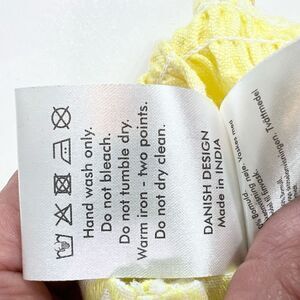 Hand wash only.
Do not bleach.
Do not tumble dry.
Warm iron - two points.
Do not dry clean.
DANISH DESIGN
Made in INDIA
Tvättmedel